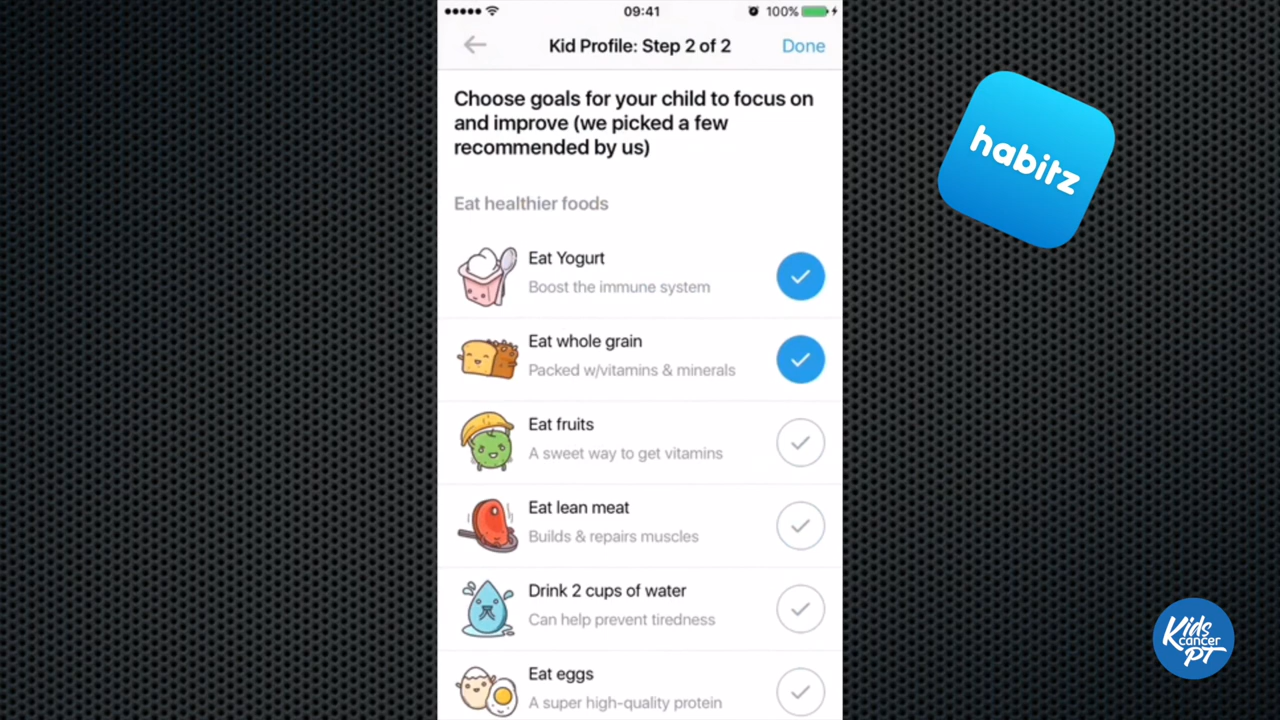 09:41
100%
Kid Profile: Step 2 of 2
Done
Choose goals for your child to focus on
and improve (we picked a few
recommended by us)
habitz
Eat healthier foods
Eat Yogurt
Boost the immune system
Eat whole grain
Packed w/vitamins & minerals
Eat fruits
A sweet way to get vitamins
Eat lean meat
Builds & repairs muscles
Drink 2 cups of water
Can help prevent tiredness
Eat eggs
A super high-quality protein
Kids
cancer
PT